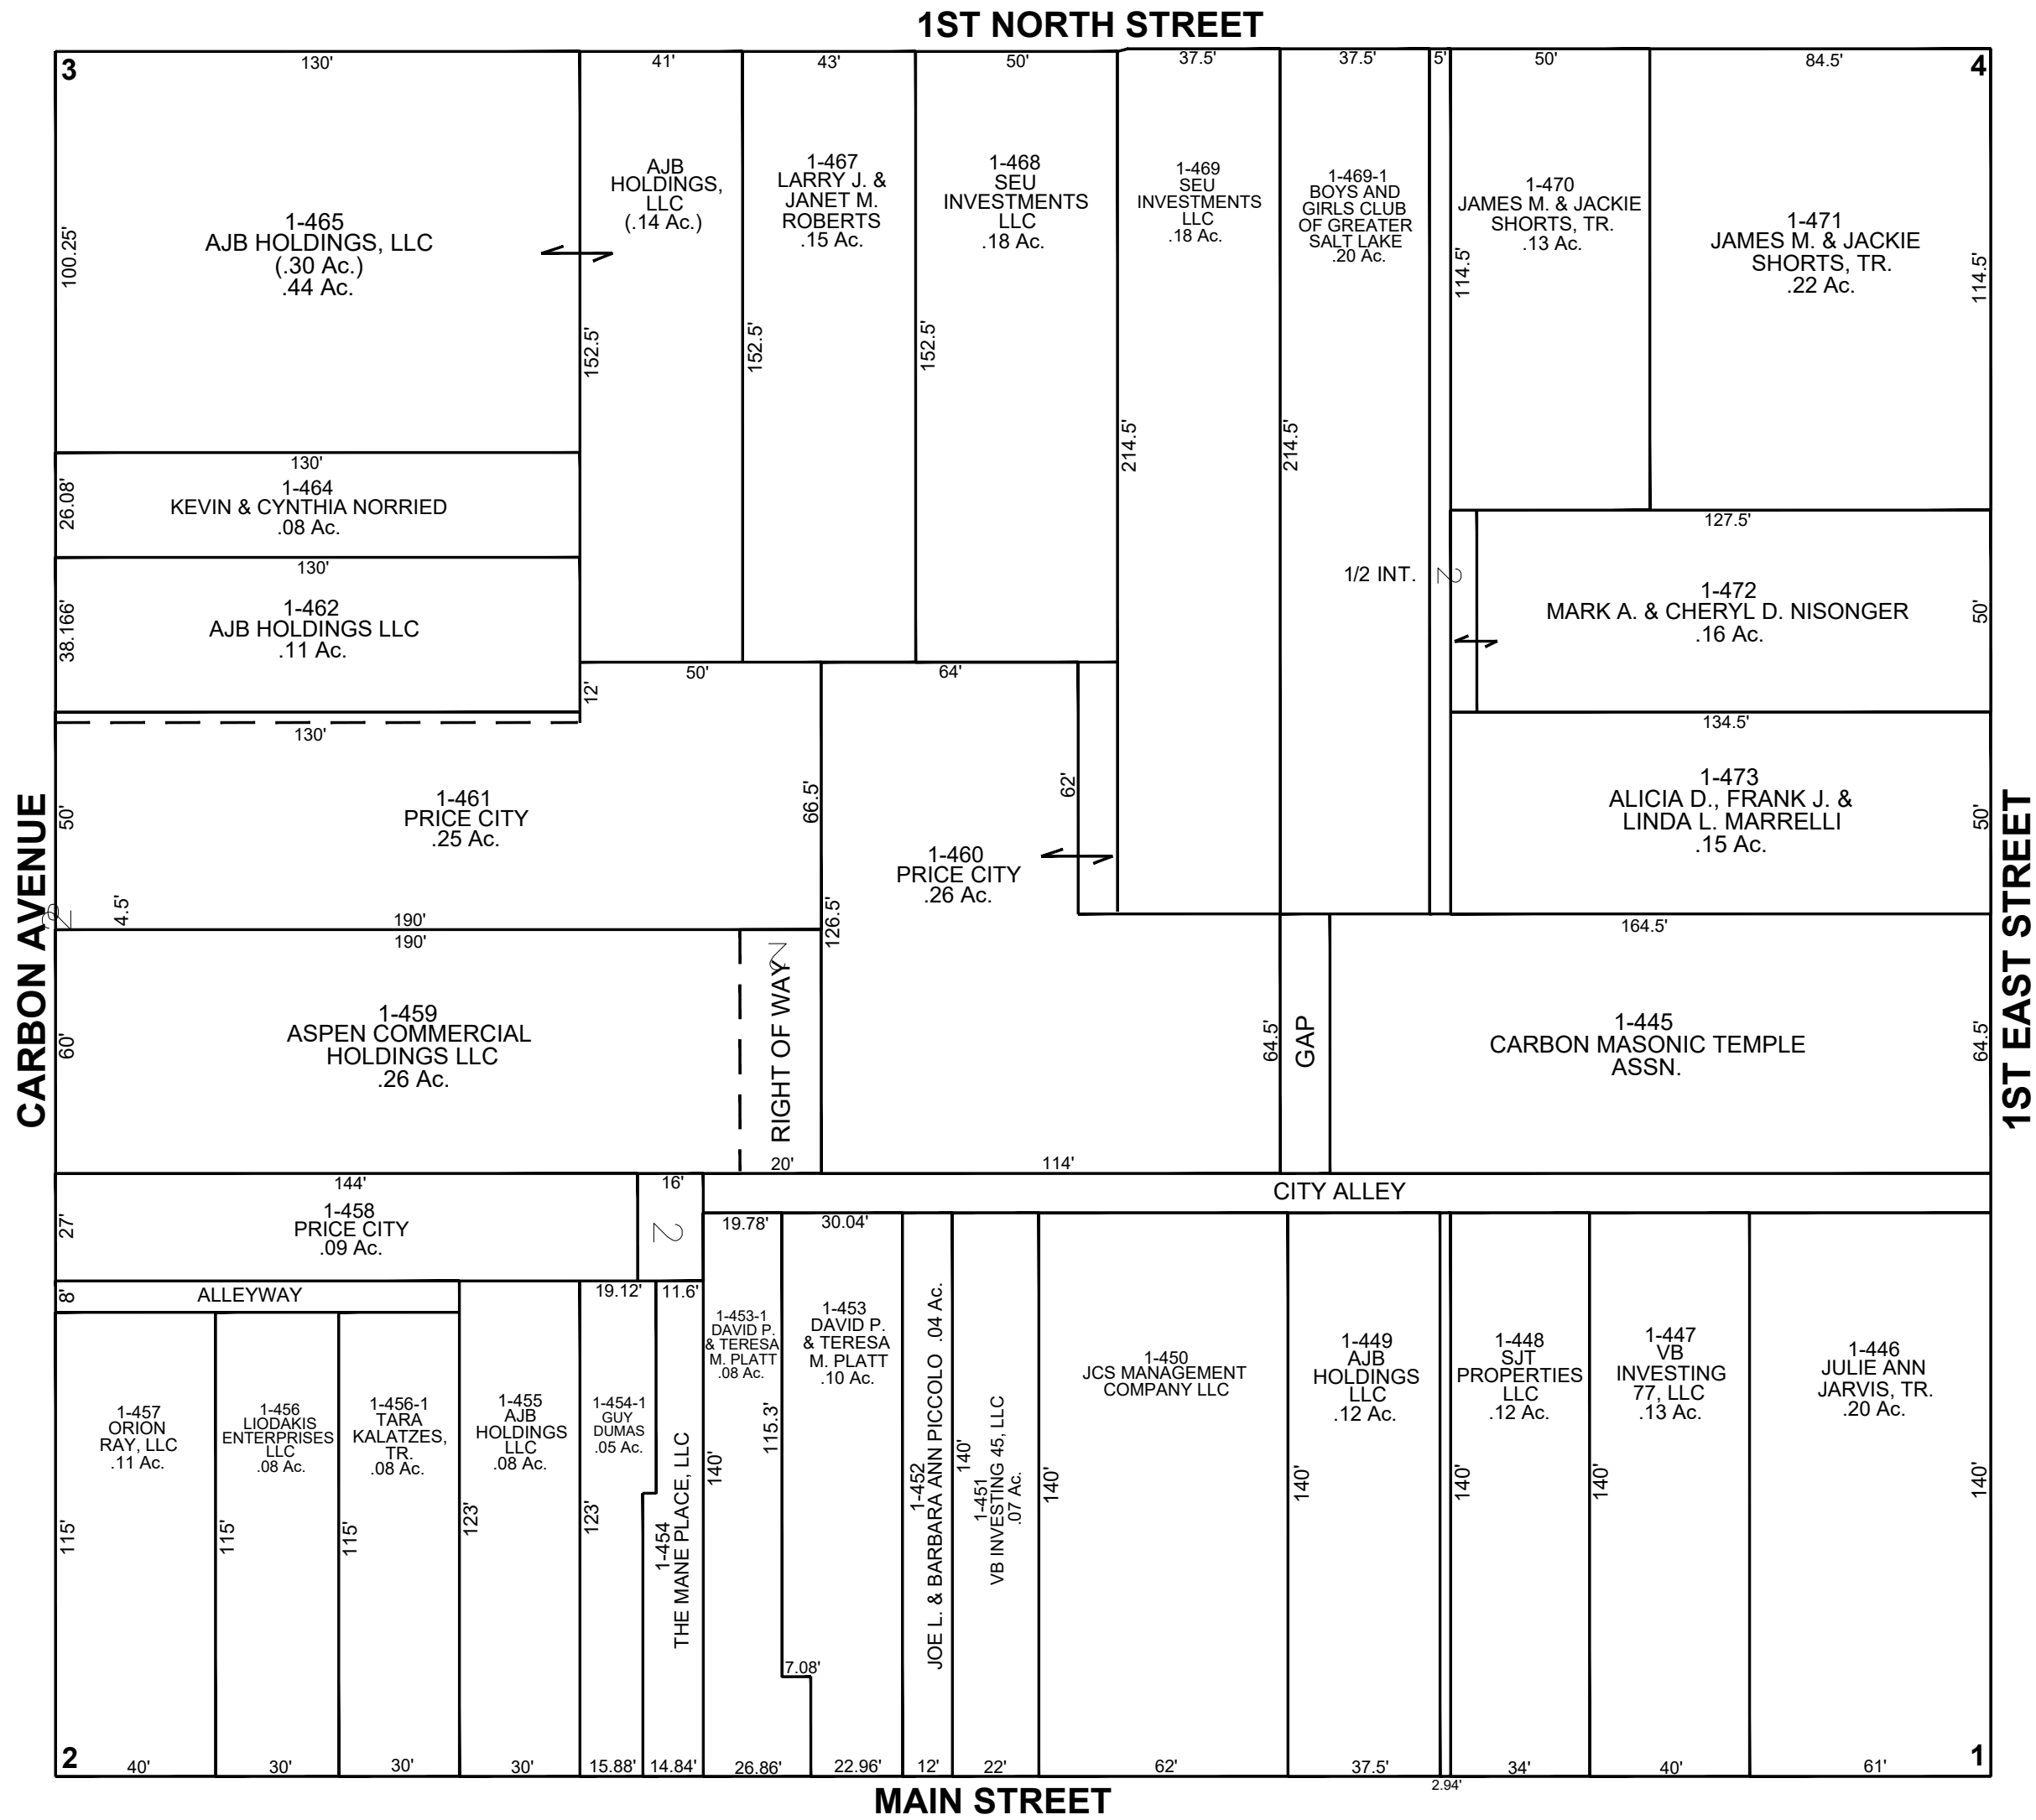 1ST NORTH STREET
3
130'
41'
43'
50'
37.5'
37.5'
5'
50'
84.5'
4
1-465
AJB HOLDINGS, LLC
(.30 Ac.)
.44 Ac.
100.25'
AJB
HOLDINGS,
LLC
(.14 Ac.)
152.5'
1-467
LARRY J. &
JANET M.
ROBERTS
.15 Ac.
152.5'
1-468
SEU
INVESTMENTS
LLC
.18 Ac.
152.5'
1-469
SEU
INVESTMENTS
LLC
.18 Ac.
214.5'
1-469-1
BOYS AND
GIRLS CLUB
OF GREATER
SALT LAKE
.20 Ac.
214.5'
1-470
JAMES M. & JACKIE
SHORTS, TR.
.13 Ac.
114.5'
1-471
JAMES M. & JACKIE
SHORTS, TR.
.22 Ac.
114.5'
130'
1-464
KEVIN & CYNTHIA NORRIED
.08 Ac.
26.08'
130'
1-462
AJB HOLDINGS LLC
.11 Ac.
38.166'
1/2 INT.
2
127.5'
1-472
MARK A. & CHERYL D. NISONGER
.16 Ac.
50'
50'
12'
64'
130'
1-461
PRICE CITY
.25 Ac.
50'
66.5'
4.5'
190'
2
62'
1-460
PRICE CITY
.26 Ac.
126.5'
134.5'
1-473
ALICIA D., FRANK J. &
LINDA L. MARRELLI
.15 Ac.
50'
CARBON AVENUE
1ST EAST STREET
190'
1-459
ASPEN COMMERCIAL
HOLDINGS LLC
.26 Ac.
60'
2
RIGHT OF WAY
20'
114'
64.5'
GAP
164.5'
1-445
CARBON MASONIC TEMPLE
ASSN.
64.5'
144'
1-458
PRICE CITY
.09 Ac.
27'
16'
2
CITY ALLEY
8'
ALLEYWAY
1-457
ORION
RAY, LLC
.11 Ac.
115'
1-456
LIODAKIS
ENTERPRISES
LLC
.08 Ac.
115'
1-456-1
TARA
KALATZES,
TR.
.08 Ac.
115'
1-455
AJB
HOLDINGS
LLC
.08 Ac.
123'
19.12'
1-454-1
GUY
DUMAS
.05 Ac.
123'
11.6'
1-454
THE MANE PLACE, LLC
19.78'
1-453-1
DAVID P.
& TERESA
M. PLATT
.08 Ac.
140'
115.3'
7.08'
30.04'
1-453
DAVID P.
& TERESA
M. PLATT
.10 Ac.
1-452
JOE L. & BARBARA ANN PICCOLO .04 Ac.
140'
1-451
VB INVESTING 45, LLC
.07 Ac.
140'
1-450
JCS MANAGEMENT
COMPANY LLC
1-449
AJB
HOLDINGS
LLC
.12 Ac.
140'
1-448
SJT
PROPERTIES
LLC
.12 Ac.
140'
1-447
VB
INVESTING
77, LLC
.13 Ac.
140'
1-446
JULIE ANN
JARVIS, TR.
.20 Ac.
140'
2
40'
30'
30'
30'
15.88'
14.84'
26.86'
22.96'
12'
22'
62'
37.5'
2.94'
34'
40'
61'
1
MAIN STREET